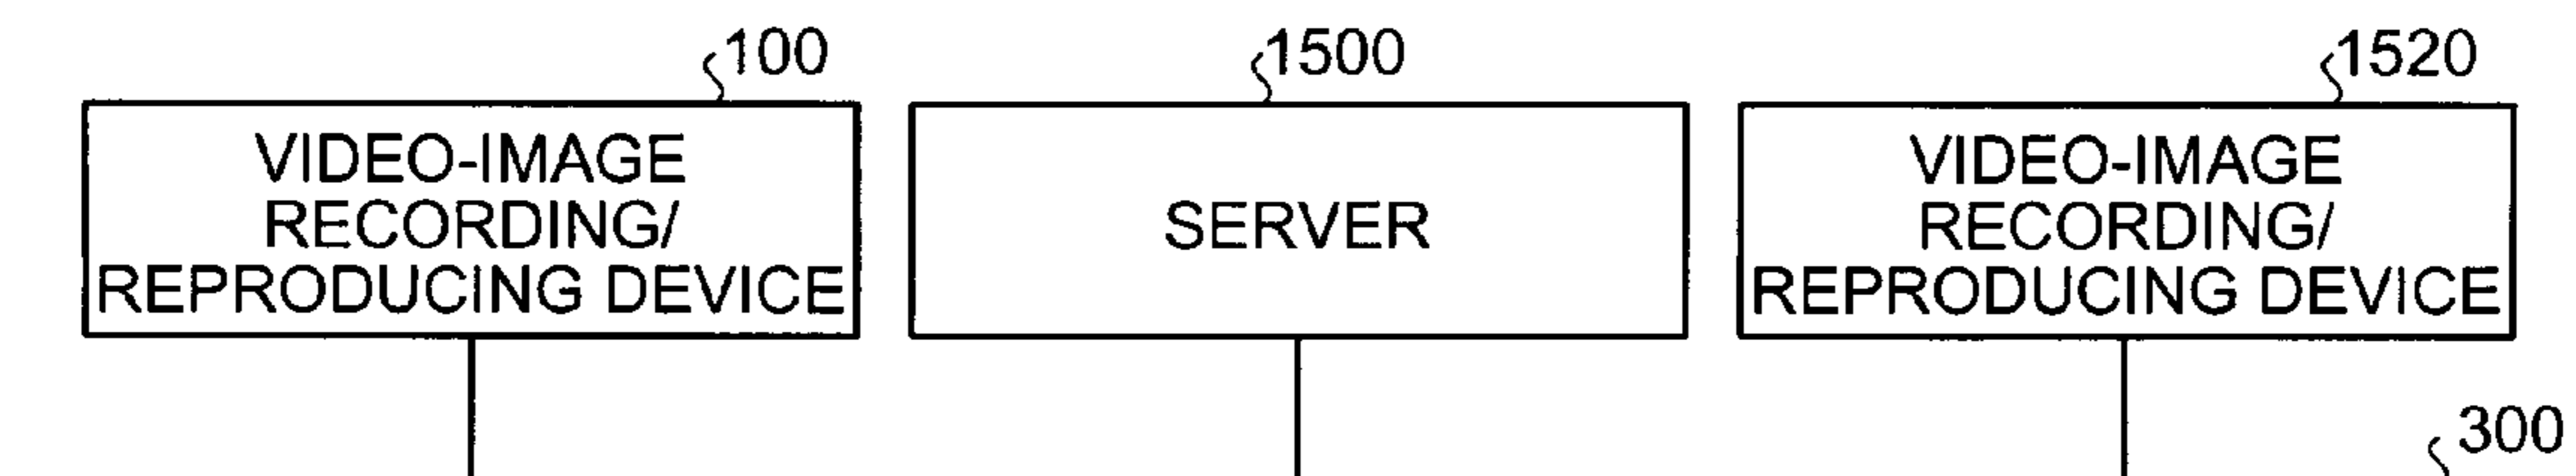 100
1500
1520
VIDEO-IMAGE
RECORDING/
REPRODUCING DEVICE
SERVER
VIDEO-IMAGE
RECORDING/
REPRODUCING DEVICE
300